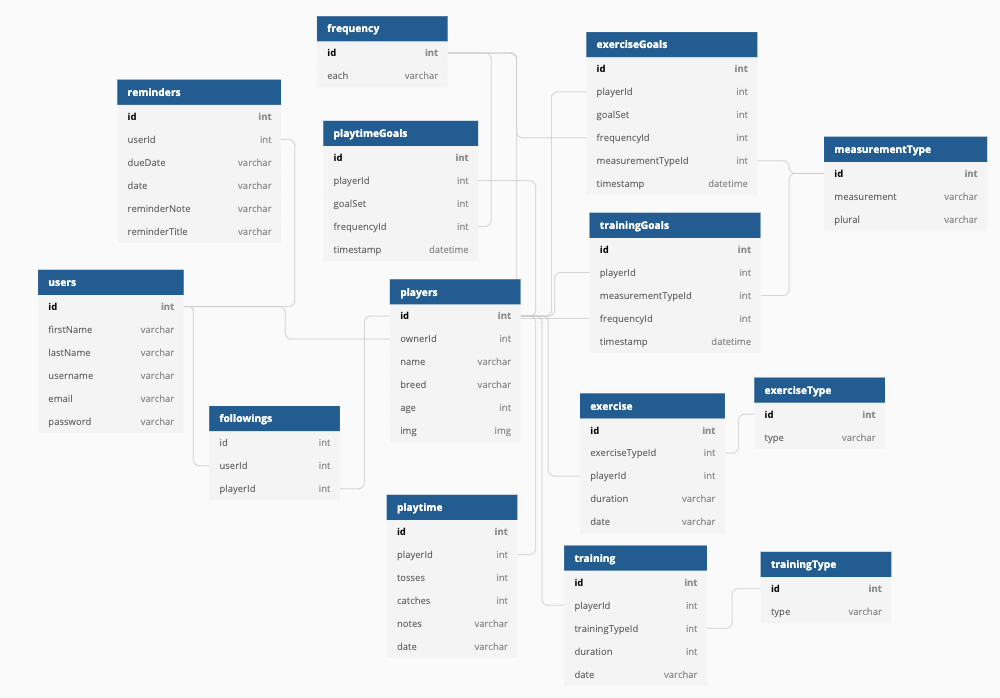 frequency
id int
each varchar
exerciseGoals
id int
playerId int
goalSet int
frequencyId int
measurementTypeId int
timestamp datetime
reminders
id int
userId int
dueDate varchar
date varchar
reminderNote varchar
reminderTitle varchar
playtimeGoals
id int
playerId int
goalSet int
frequencyId int
timestamp datetime
measurementType
id int
measurement varchar
plural varchar
trainingGoals
id int
playerId int
measurementTypeId int
frequencyId int
timestamp datetime
users
id int
firstName varchar
lastName varchar
username varchar
email varchar
password varchar
players
id int
ownerId int
name varchar
breed varchar
age int
img img
followings
id int
userId int
playerId int
exercise
id int
exerciseTypeId int
playerId int
duration varchar
date varchar
exerciseType
id int
type varchar
playtime
id int
playerId int
tosses int
catches int
notes varchar
date varchar
training
id int
playerId int
trainingTypeId int
duration int
date varchar
trainingType
id int
type varchar